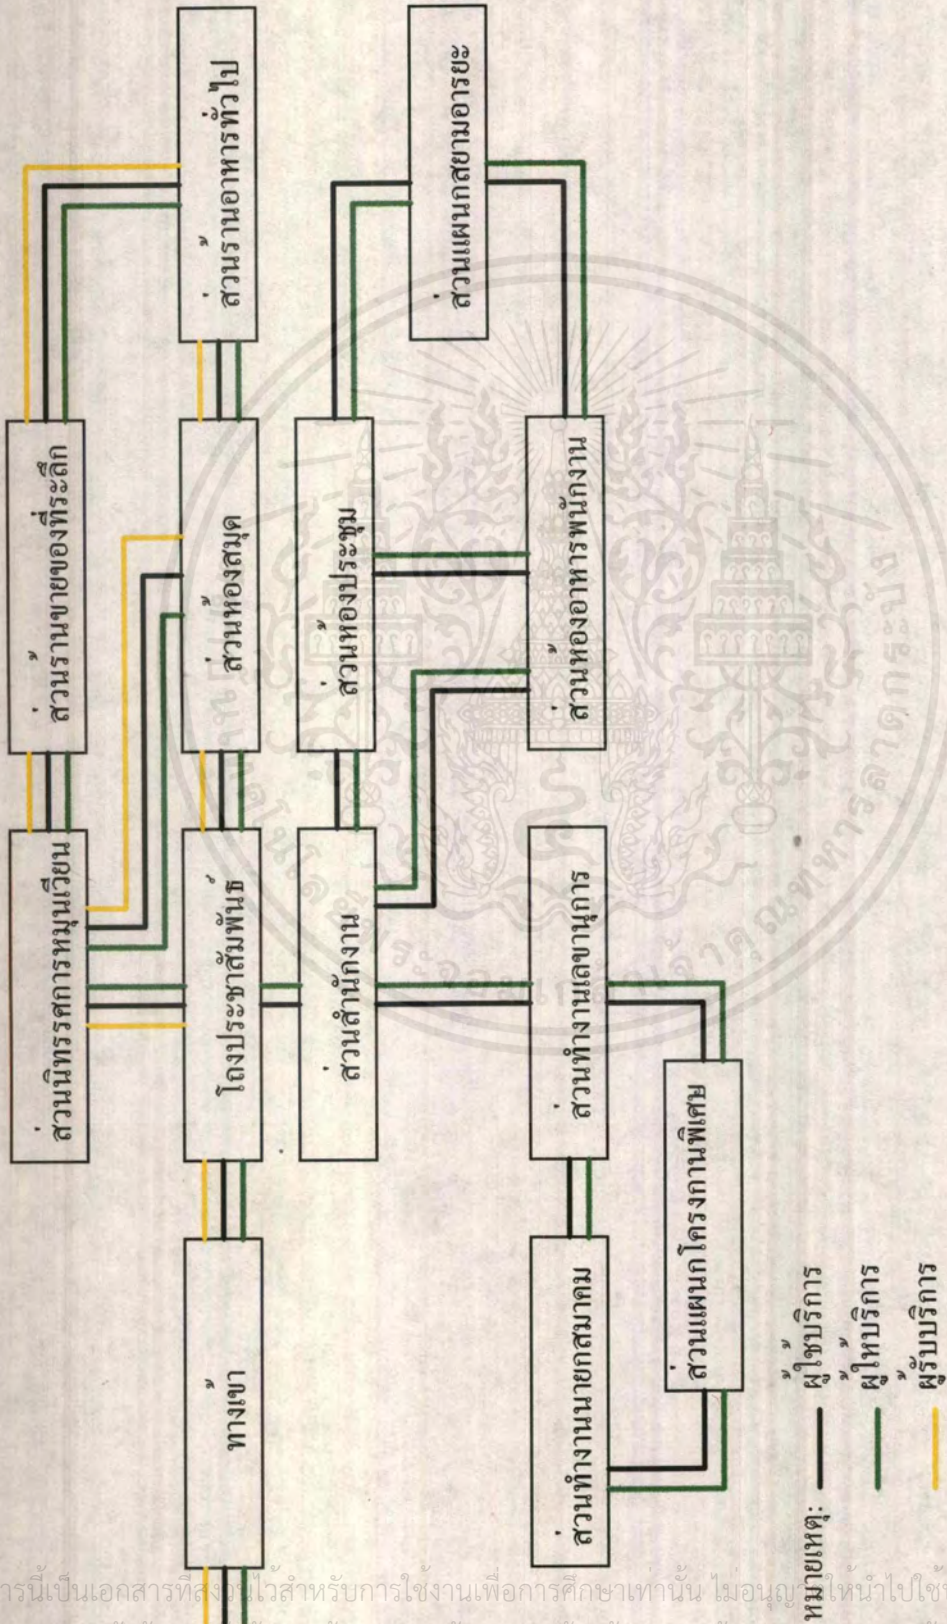 ส่วนนิทรรศการหมุนเวียน
ส่วนร้านขายของที่ระลึก
ทางเข้า
โถงประชาสัมพันธ์
ส่วนห้องสมุด
ส่วนร้านอาหารทั่วไป
ส่วนสำนักงาน
ส่วนห้องประชุม
ส่วนแผนกสยามอารยะ
ส่วนทำงานนายกสมาคม
ส่วนทำงานเลขานุการ
ส่วนห้องอาหารพนักงาน
ส่วนแผนกโครงการพิเศษ
หมายเหตุ: ผู้ใช้บริการ
ผู้ให้บริการ
ผู้รับบริการ
ารนี้เป็นเอกสารที่สงวนไว้สำหรับการใช้งานเพื่อการศึกษาเท่านั้น ไม่อนุญาตให้นำไปใช้